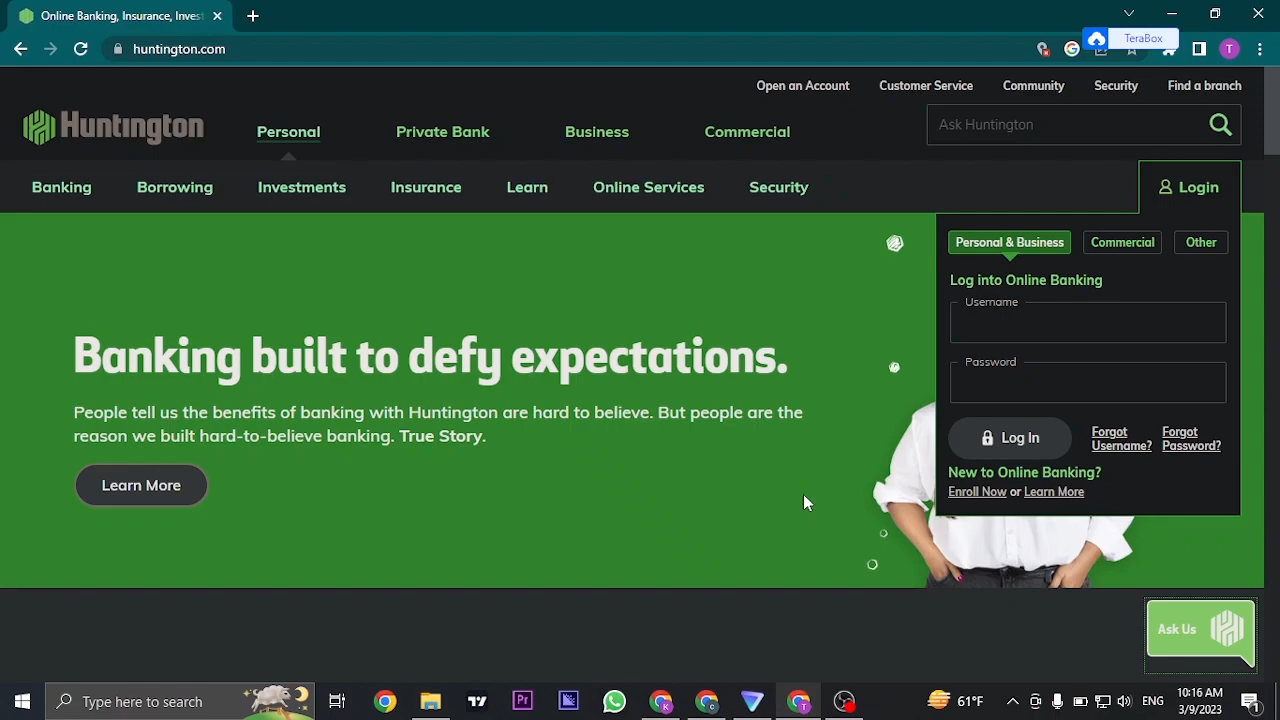 Online Banking, Insurance, Invest
huntington.com
TeraBox
T
Open an Account
Customer Service
Community
Security
Find a branch
Huntington
Personal
Private Bank
Business
Commercial
Ask Huntington
Banking
Borrowing
Investments
Insurance
Learn
Online Services
Security
Login
Personal & Business
Commercial
Other
Log into Online Banking
Username
Password
Log In
Forgot
Username?
Forgot
Password?
New to Online Banking?
Enroll Now or Learn More
Banking built to defy expectations.
People tell us the benefits of banking with Huntington are hard to believe. But people are the
reason we built hard-to-believe banking. True Story.
Learn More
Ask Us
Type here to search
Pr
K
C
T
61°F
ENG
10:16 AM
3/9/2023
1